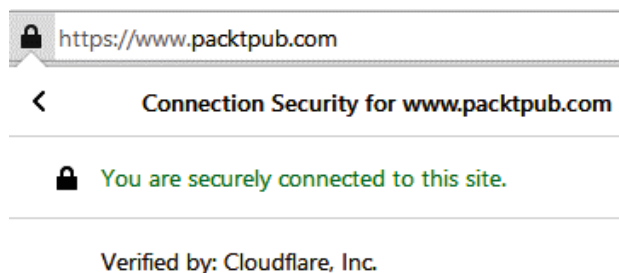 https://www.packtpub.com
Connection Security for www.packtpub.com
You are securely connected to this site.
Verified by: Cloudflare, Inc.